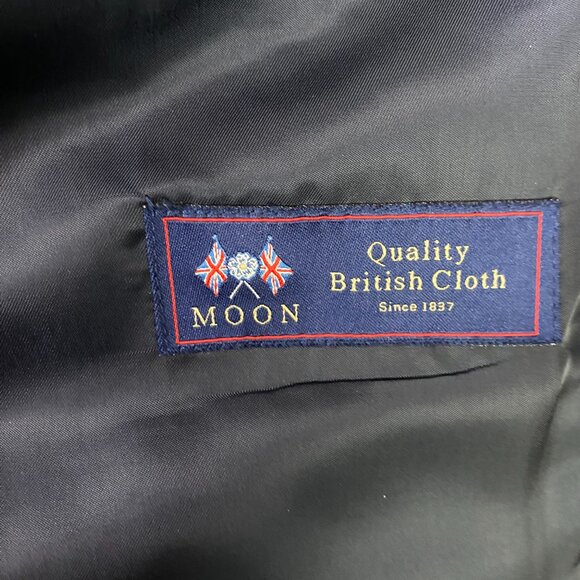 MOON
Quality
British Cloth
Since 1837